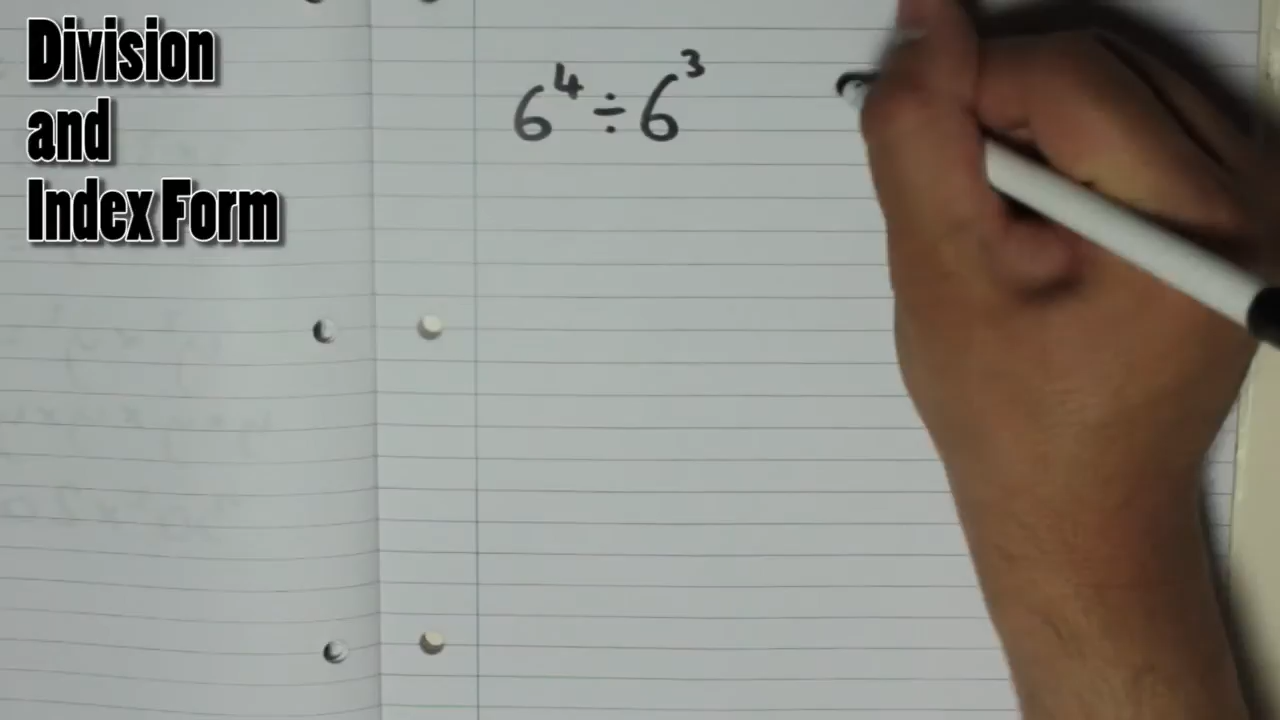 Division
and
Index Form
6⁴ ÷ 6³